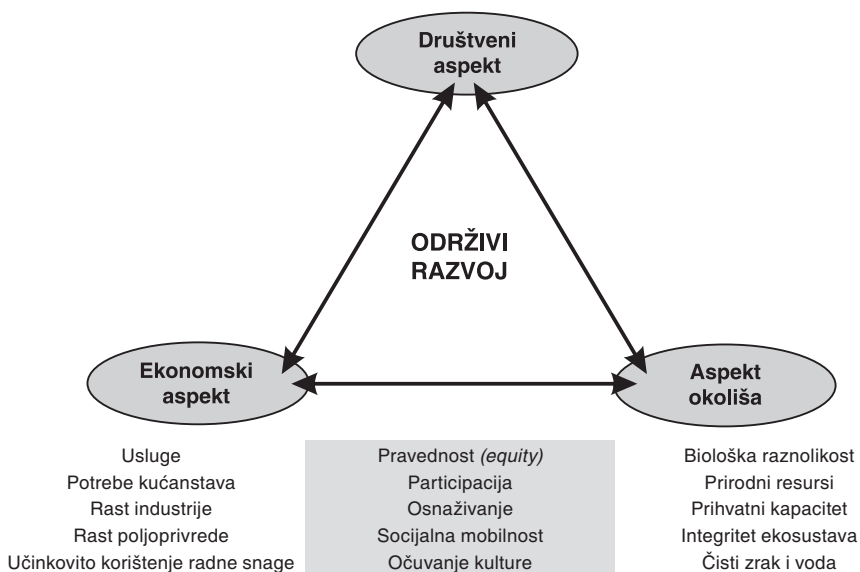 Društveni
aspekt
ODRŽIVI
RAZVOJ
Ekonomski
aspekt
Aspekt
okoliša
Usluge
Potrebe kućanstava
Rast industrije
Rast poljoprivrede
Učinkovito korištenje radne snage
Pravednost (equity)
Participacija
Osnaživanje
Socijalna mobilnost
Očuvanje kulture
Biološka raznolikost
Prirodni resursi
Prihvatni kapacitet
Integritet ekosustava
Čisti zrak i voda